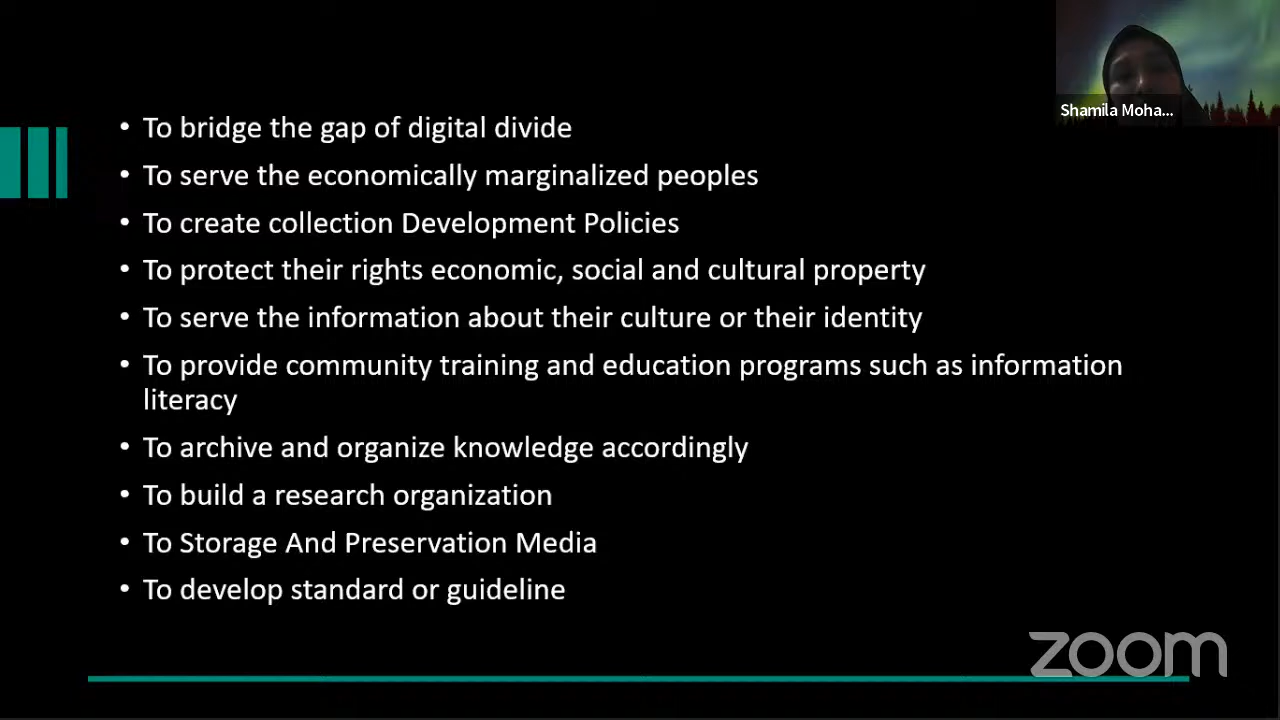 Shamila Moha...
• To bridge the gap of digital divide
• To serve the economically marginalized peoples
• To create collection Development Policies
• To protect their rights economic, social and cultural property
• To serve the information about their culture or their identity
• To provide community training and education programs such as information
literacy
• To archive and organize knowledge accordingly
• To build a research organization
• To Storage And Preservation Media
• To develop standard or guideline
zoom